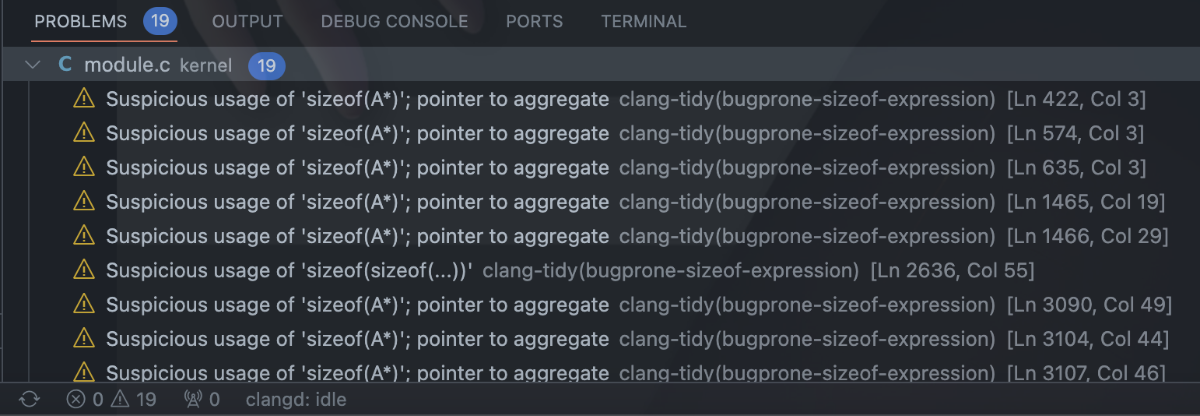 PROBLEMS 19 OUTPUT DEBUG CONSOLE PORTS TERMINAL
C module.c kernel 19
Suspicious usage of 'sizeof(A*)'; pointer to aggregate clang-tidy(bugprone-sizeof-expression) [Ln 422, Col 3]
Suspicious usage of 'sizeof(A*)'; pointer to aggregate clang-tidy(bugprone-sizeof-expression) [Ln 574, Col 3]
Suspicious usage of 'sizeof(A*)'; pointer to aggregate clang-tidy(bugprone-sizeof-expression) [Ln 635, Col 3]
Suspicious usage of 'sizeof(A*)'; pointer to aggregate clang-tidy(bugprone-sizeof-expression) [Ln 1465, Col 19]
Suspicious usage of 'sizeof(A*)'; pointer to aggregate clang-tidy(bugprone-sizeof-expression) [Ln 1466, Col 29]
Suspicious usage of 'sizeof(sizeof(...))' clang-tidy(bugprone-sizeof-expression) [Ln 2636, Col 55]
Suspicious usage of 'sizeof(A*)'; pointer to aggregate clang-tidy(bugprone-sizeof-expression) [Ln 3090, Col 49]
Suspicious usage of 'sizeof(A*)'; pointer to aggregate clang-tidy(bugprone-sizeof-expression) [Ln 3104, Col 44]
Suspicious usage of 'sizeof(A*)'; pointer to aggregate clang-tidy(bugprone-sizeof-expression) [Ln 3107, Col 46]
0 19 0 clangd: idle